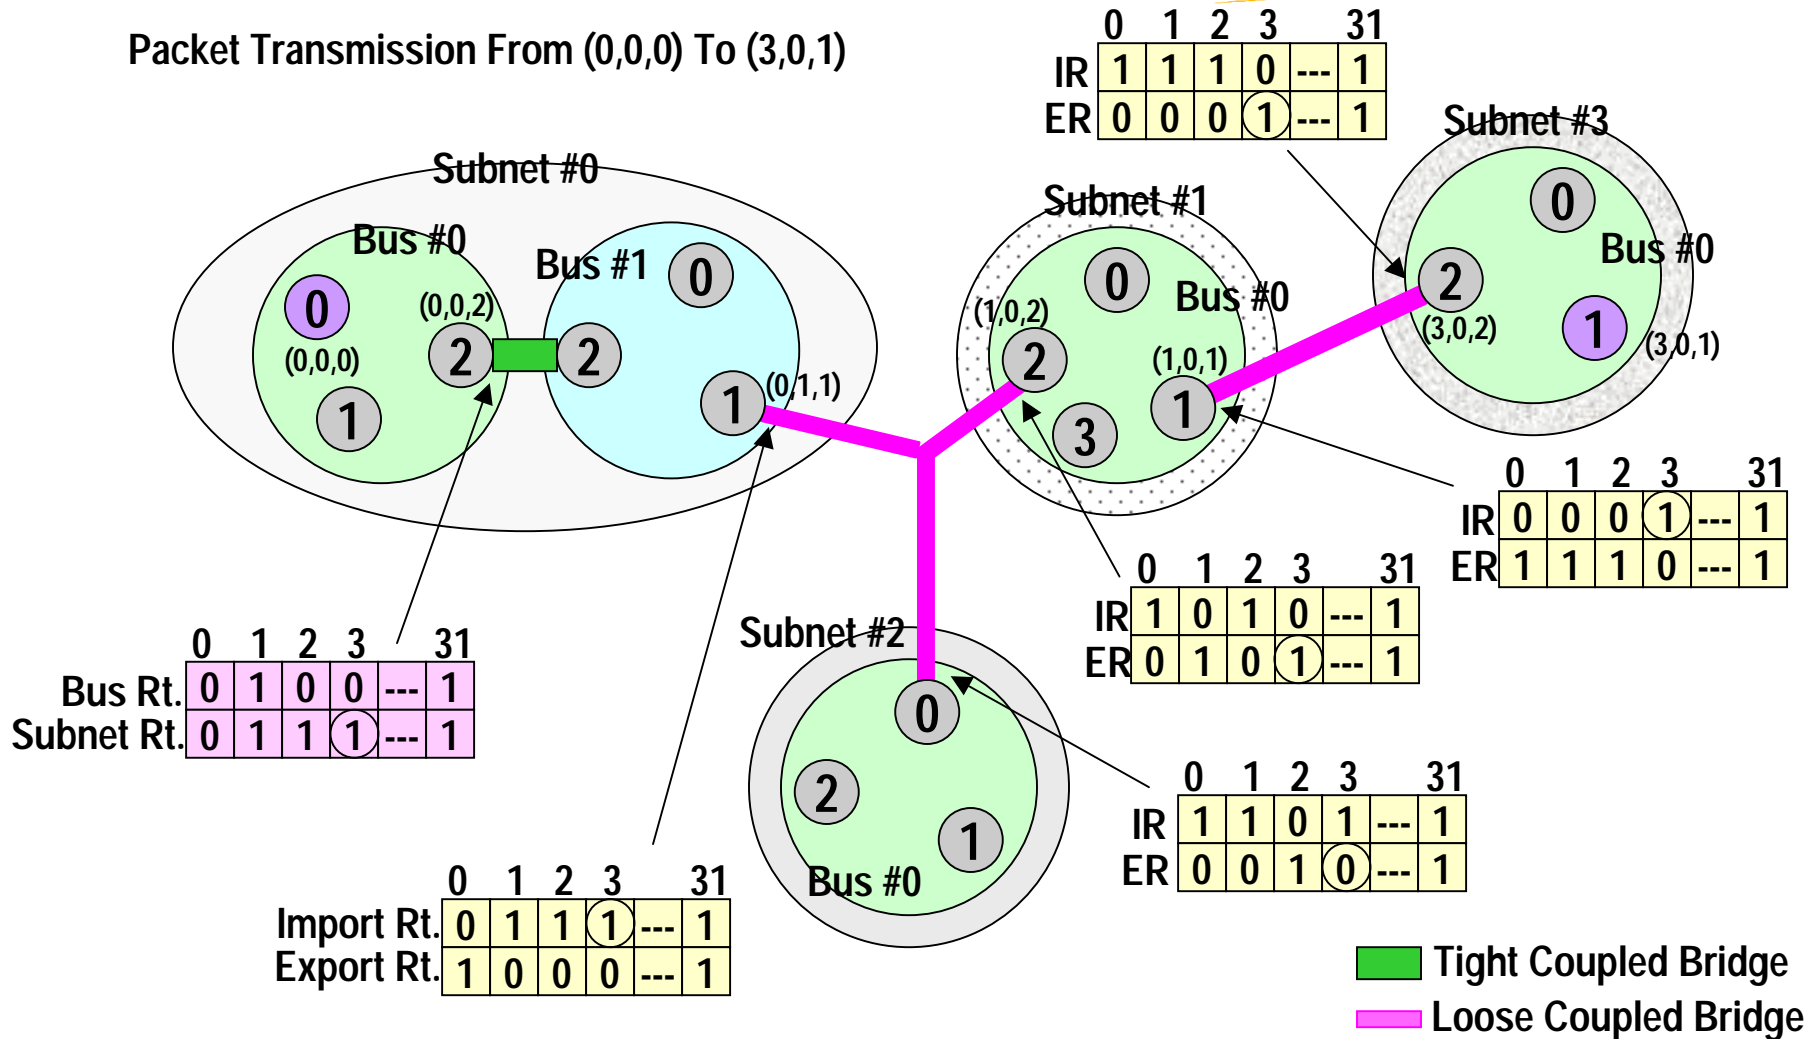 Packet Transmission From (0,0,0) To (3,0,1)
0 1 2 3 31
IR 1 1 1 0 --- 1
ER 0 0 0 1 --- 1
Subnet #0
Bus #0
0
(0,0,0)
1
(0,0,2)
2
Bus #1
0
2
1
(0,1,1)
Subnet #1
Bus #0
0
(1,0,2)
2
(1,0,1)
1
3
Subnet #3
0
Bus #0
2
(3,0,2)
1
(3,0,1)
0 1 2 3 31
IR 0 0 0 1 --- 1
ER 1 1 1 0 --- 1
0 1 2 3 31
IR 1 0 1 0 --- 1
ER 0 1 0 1 --- 1
0 1 2 3 31
Bus Rt. 0 1 0 0 --- 1
Subnet Rt. 0 1 1 1 --- 1
Subnet #2
0
2
1
Bus #0
0 1 2 3 31
IR 1 1 0 1 --- 1
ER 0 0 1 0 --- 1
0 1 2 3 31
Import Rt. 0 1 1 1 --- 1
Export Rt. 1 0 0 0 --- 1
Tight Coupled Bridge
Loose Coupled Bridge